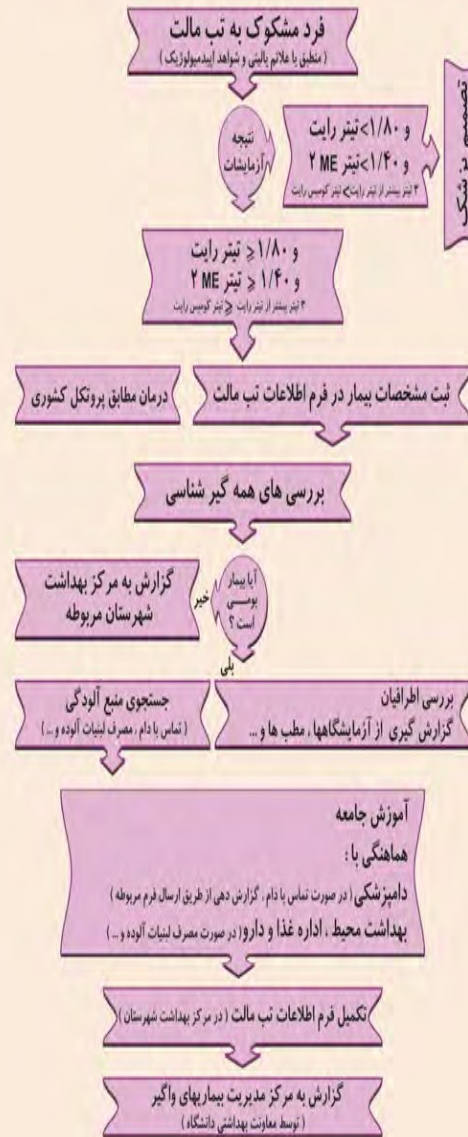 فرد مشکوک به تب مالت
( منطبق با علائم بالینی و شواهد اپیدمیولوژیک )
نتیجه
آزمایشات
و ۱/۸۰<تیتر رایت
و ۱/۴۰<تیتر ۲ ME
۳ تیتر بیشتر از تیتر رایت< تیتر کومبس رایت
تصمیم پزشک
و ۱/۸۰≤ تیتر رایت
و ۱/۴۰≤ تیتر ۲ ME
۳ تیتر بیشتر از تیتر رایت ≤ تیتر کومبس رایت
ثبت مشخصات بیمار در فرم اطلاعات تب مالت
درمان مطابق پروتکل کشوری
بررسی های همه گیر شناسی
آیا بیمار
بومـــی
است ؟
خیر
گزارش به مرکز بهداشت
شهرستان مربوطه
بلی
بررسی اطرافیان
گزارش گیری از آزمایشگاهها ، مطب ها و ...
جستجوی منبع آلودگی
( تماس با دام ، مصرف لبنیات آلوده و ... )
آموزش جامعه
هماهنگی با :
دامپزشکی ( در صورت تماس با دام ، گزارش دهی از طریق ارسال فرم مربوطه )
بهداشت محیط ، اداره غذا و دارو ( در صورت مصرف لبنیات آلوده و ... )
تکمیل فرم اطلاعات تب مالت ( در مرکز بهداشت شهرستان )
گزارش به مرکز مدیریت بیماریهای واگیر
( توسط معاونت بهداشتی دانشگاه )